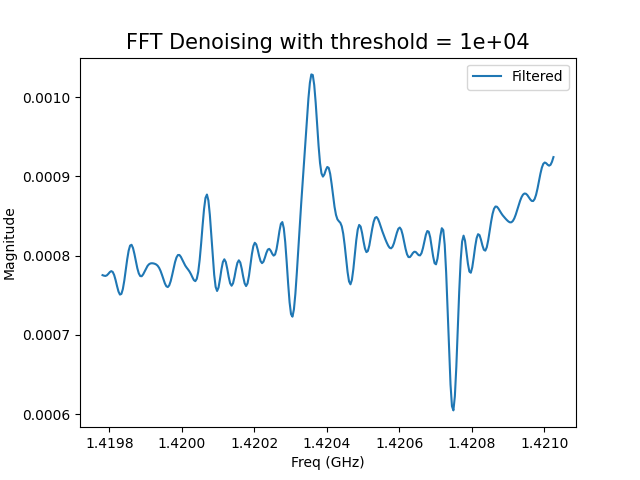 FFT Denoising with threshold = 1e+04
Filtered
0.0010
0.0009
0.0008
0.0007
0.0006
Magnitude
1.4198 1.4200 1.4202 1.4204 1.4206 1.4208 1.4210
Freq (GHz)